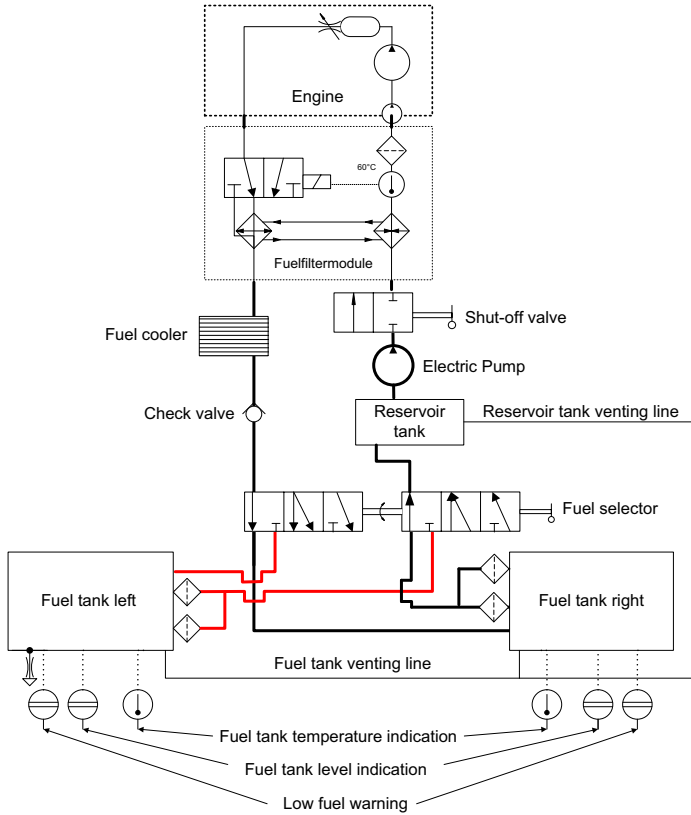 Engine
60°C
Fuelfiltermodule
Shut-off valve
Fuel cooler
Electric Pump
Check valve
Reservoir
tank
Reservoir tank venting line
Fuel selector
Fuel tank left
Fuel tank right
Fuel tank venting line
Fuel tank temperature indication
Fuel tank level indication
Low fuel warning